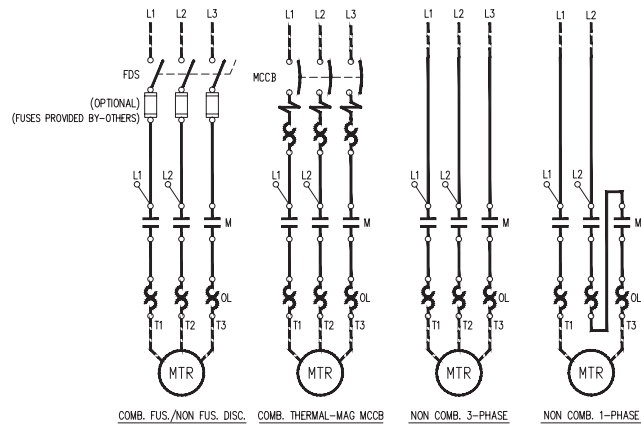 L1 L2 L3 L1 L2 L3 L1 L2 L3 L1 L2
FDS
MCCB
(OPTIONAL)
(FUSES PROVIDED BY-OTHERS)
L1 L2 L1 L2 L1 L2 L1 L2
M M M M
OL OL OL OL
T1 T2 T3 T1 T2 T3 T1 T2 T3 T1 T2 T3
MTR MTR MTR MTR
COMB. FUS./NON FUS. DISC. COMB. THERMAL-MAG MCCB NON COMB. 3-PHASE NON COMB. 1-PHASE